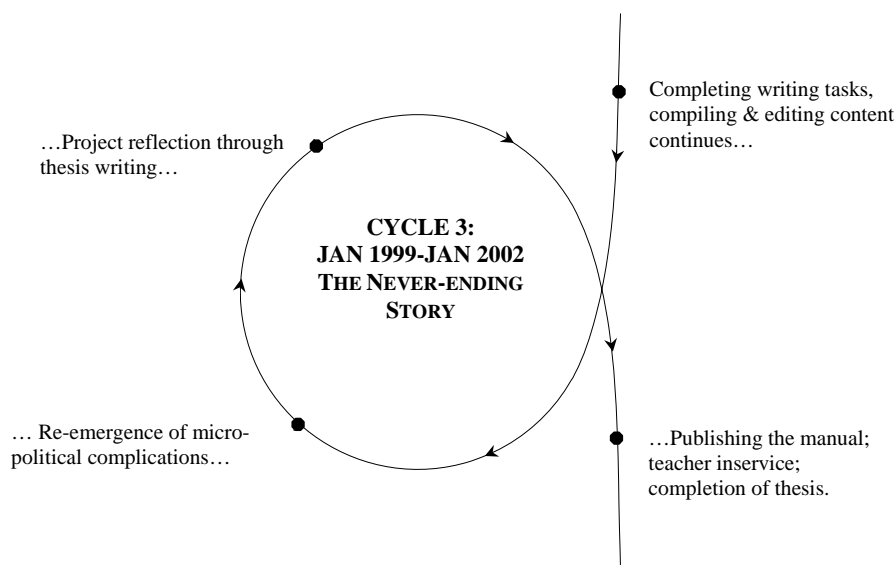 Completing writing tasks,
compiling & editing content
continues…
…Project reflection through
thesis writing…
CYCLE 3:
JAN 1999-JAN 2002
THE NEVER-ENDING
STORY
… Re-emergence of micro-
political complications…
…Publishing the manual;
teacher inservice;
completion of thesis.